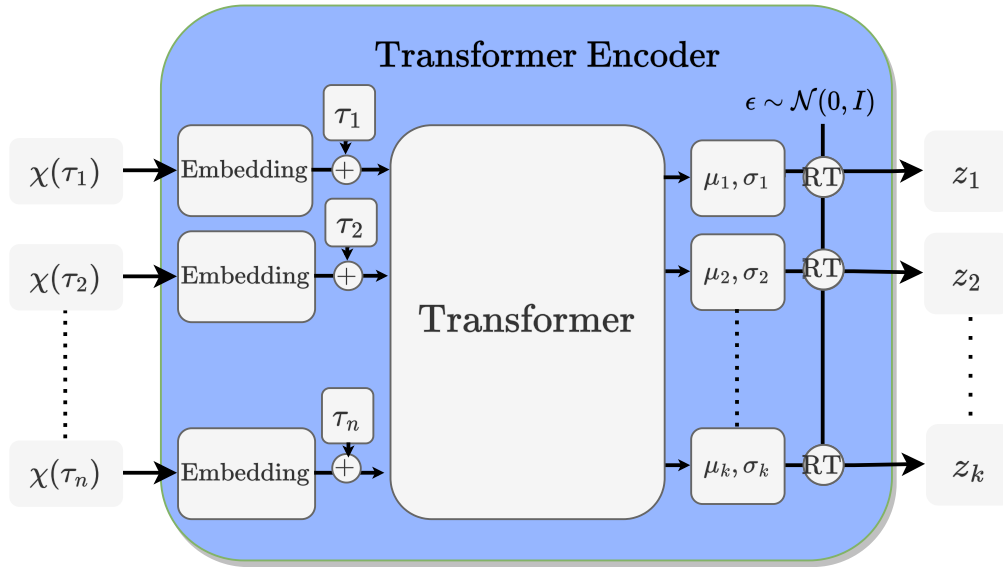 Transformer Encoder
ϵ ∼ 𝒩(0, I)
τ₁
χ(τ₁)
Embedding
+
μ₁, σ₁
RT
z₁
τ₂
χ(τ₂)
Embedding
+
μ₂, σ₂
RT
z₂
Transformer
τₙ
χ(τₙ)
Embedding
+
μₖ, σₖ
RT
zₖ